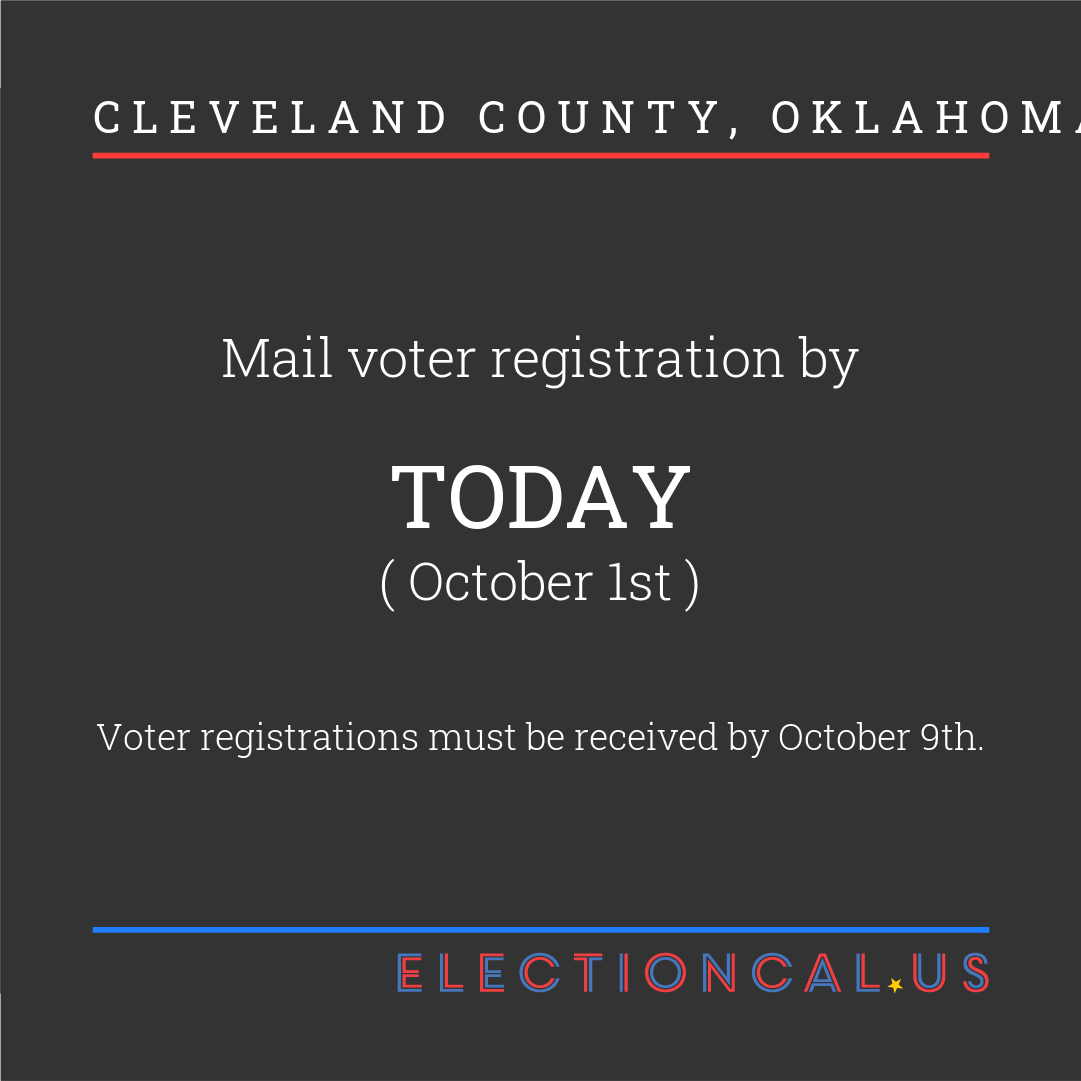 CLEVELAND COUNTY, OKLAHOMA
Mail voter registration by
TODAY
( October 1st )
Voter registrations must be received by October 9th.
ELECTIONCAL.US